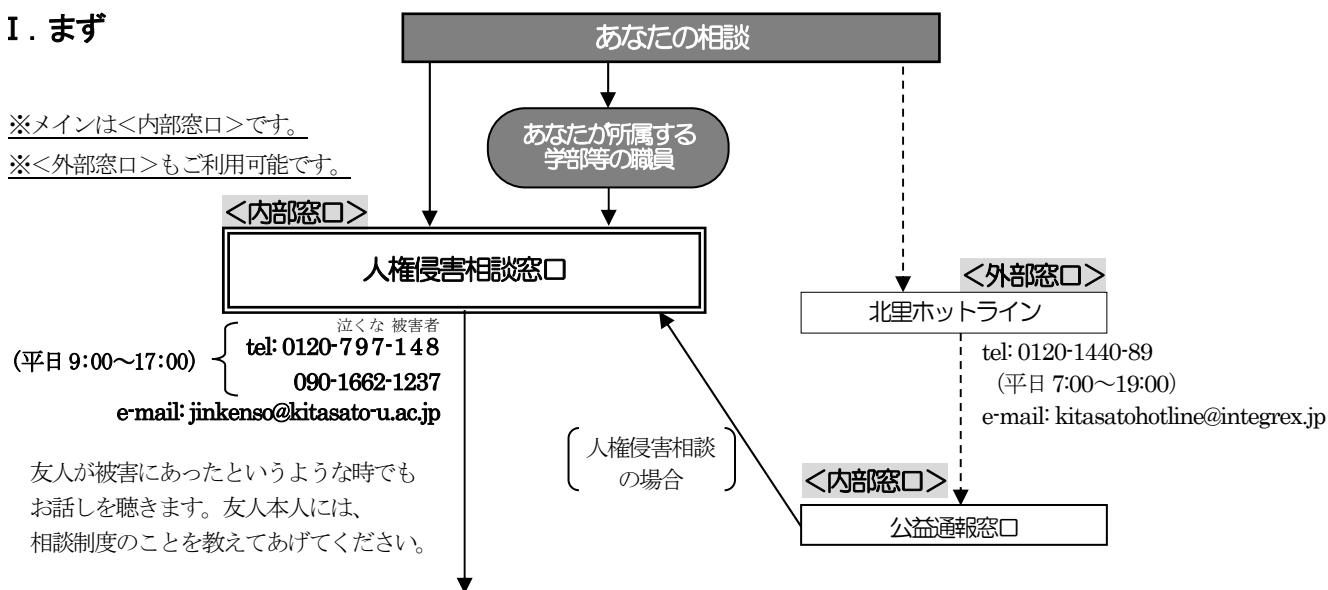 I．まず
あなたの相談
※メインは＜内部窓口＞です。
※＜外部窓口＞もご利用可能です。
あなたが所属する
学部等の職員
＜内部窓口＞
人権侵害相談窓口
＜外部窓口＞
北里ホットライン
泣くな 被害者
(平日 9:00～17:00)
tel: 0120-797-148
090-1662-1237
e-mail: jinkenso@kitasato-u.ac.jp
tel: 0120-1440-89
(平日 7:00～19:00)
e-mail: kitasatohotline@integrex.jp
人権侵害相談
の場合
友人が被害にあったというような時でも
お話しを聴きます。友人本人には、
相談制度のことを教えてあげてください。
＜内部窓口＞
公益通報窓口